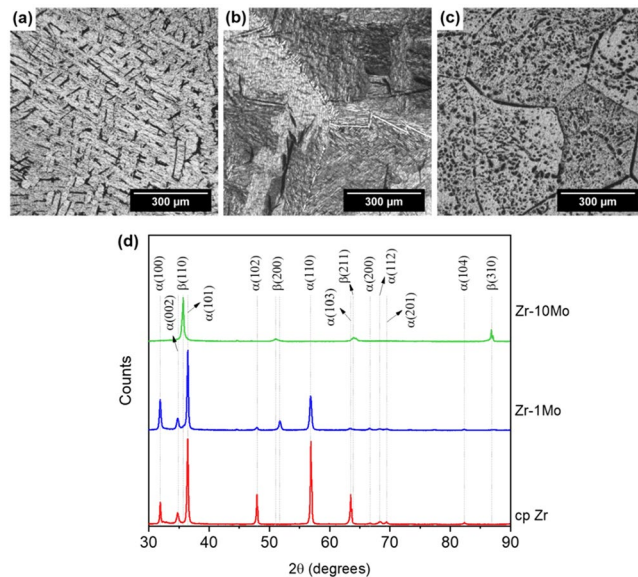 (a)
300 µm
(b)
300 µm
(c)
300 µm
(d)
α(100)
α(002)
β(110)
α(101)
α(102)
β(200)
α(110)
α(103)
β(211)
α(200)
α(112)
α(201)
α(104)
β(310)
Zr-10Mo
Zr-1Mo
cp Zr
Counts
30 40 50 60 70 80 90
2θ (degrees)